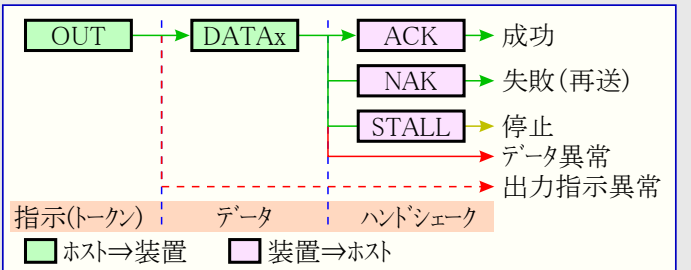 OUT DATAx ACK 成功
NAK 失敗(再送)
STALL 停止
ﾃﾞｰﾀ異常
出力指示異常
指示(ﾄｰｸﾝ) ﾃﾞｰﾀ ﾊﾝﾄﾞｼｪｰｸ
ﾎｽﾄ⇒装置 装置⇒ﾎｽﾄ